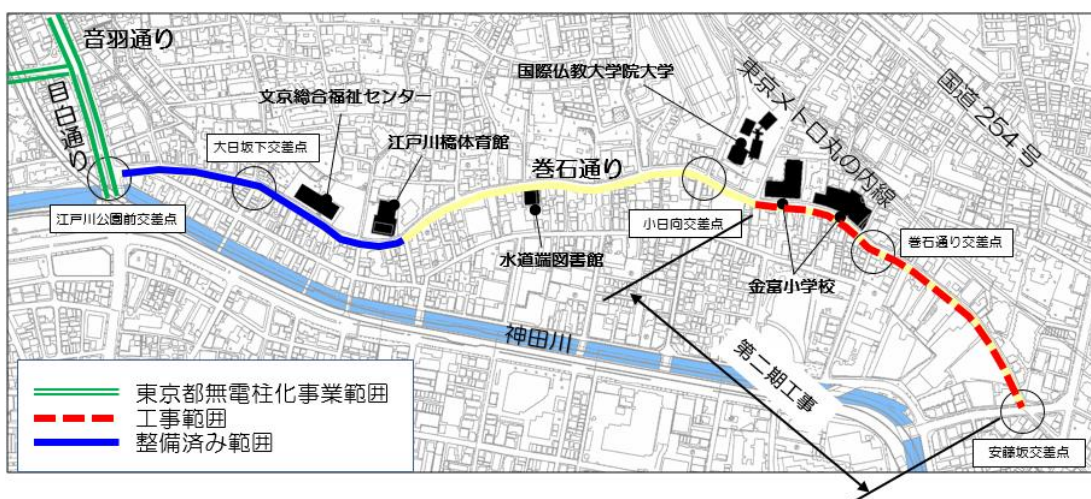 音羽通り
目白通り
文京総合福祉センター
大日坂下交差点
江戸川橋体育館
江戸川公園前交差点
国際仏教大学院大学
東京メトロ丸の内線
国道254号
巻石通り
小日向交差点
巻石通り交差点
水道端図書館
金富小学校
神田川
第二期工事
安藤坂交差点
東京都無電柱化事業範囲
工事範囲
整備済み範囲